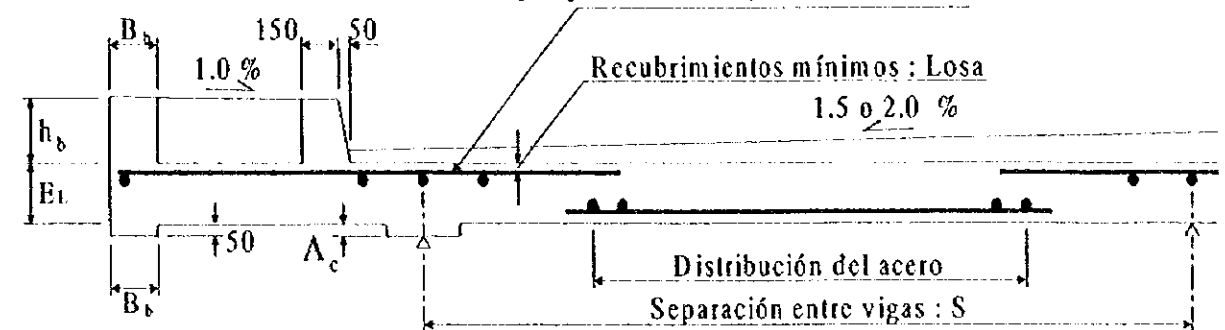 B_b 150 50
1.0 %
Recubrimientos mínimos : Losa
1.5 o 2.0 %
h_b
E_L
50 A_c
B_b
Distribución del acero
Separación entre vigas : S